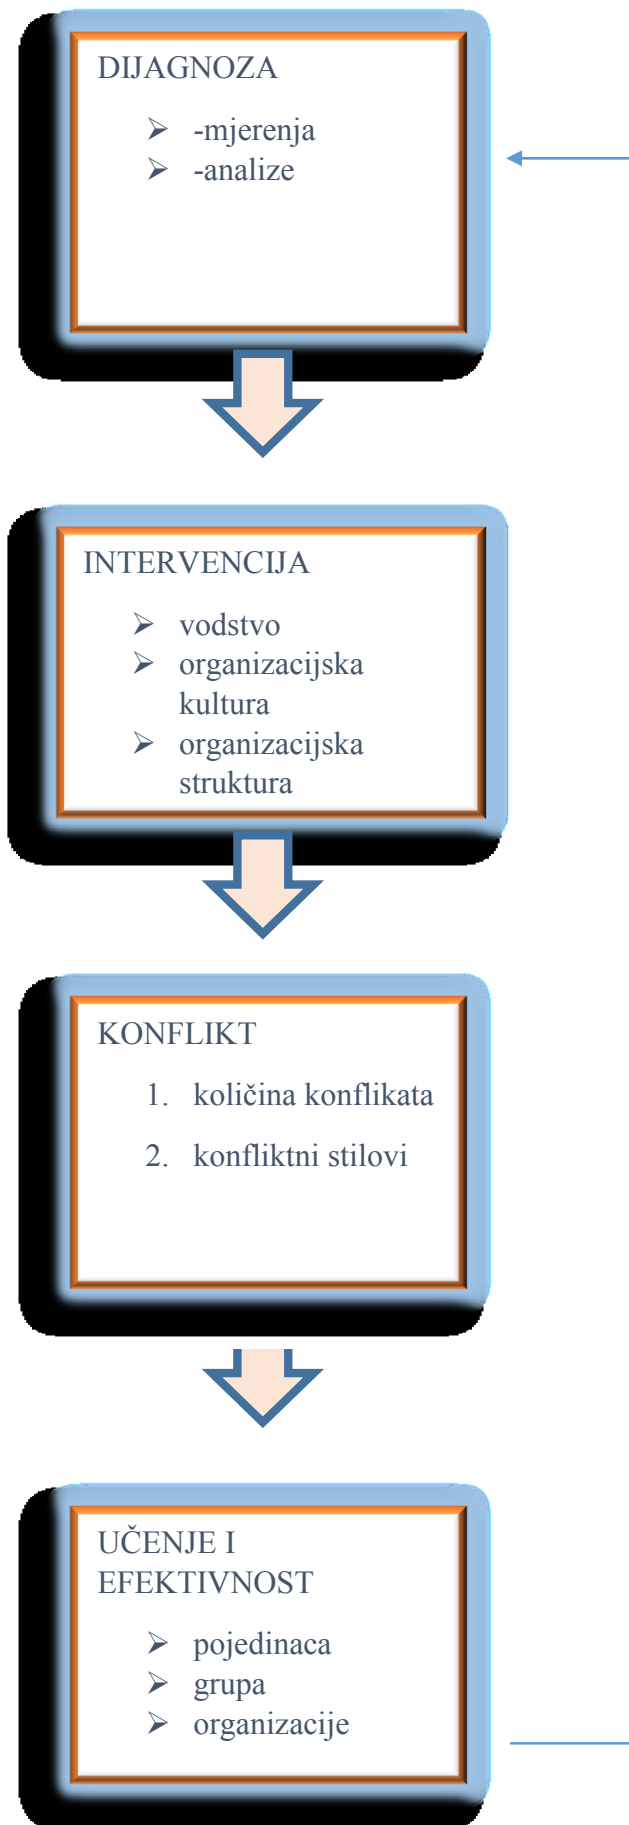 DIJAGNOZA
➢ -mjerenja
➢ -analize
INTERVENCIJA
➢ vodstvo
➢ organizacijska
kultura
➢ organizacijska
struktura
KONFLIKT
1. količina konflikata
2. konfliktni stilovi
UČENJE I
EFEKTIVNOST
➢ pojedinaca
➢ grupa
➢ organizacije